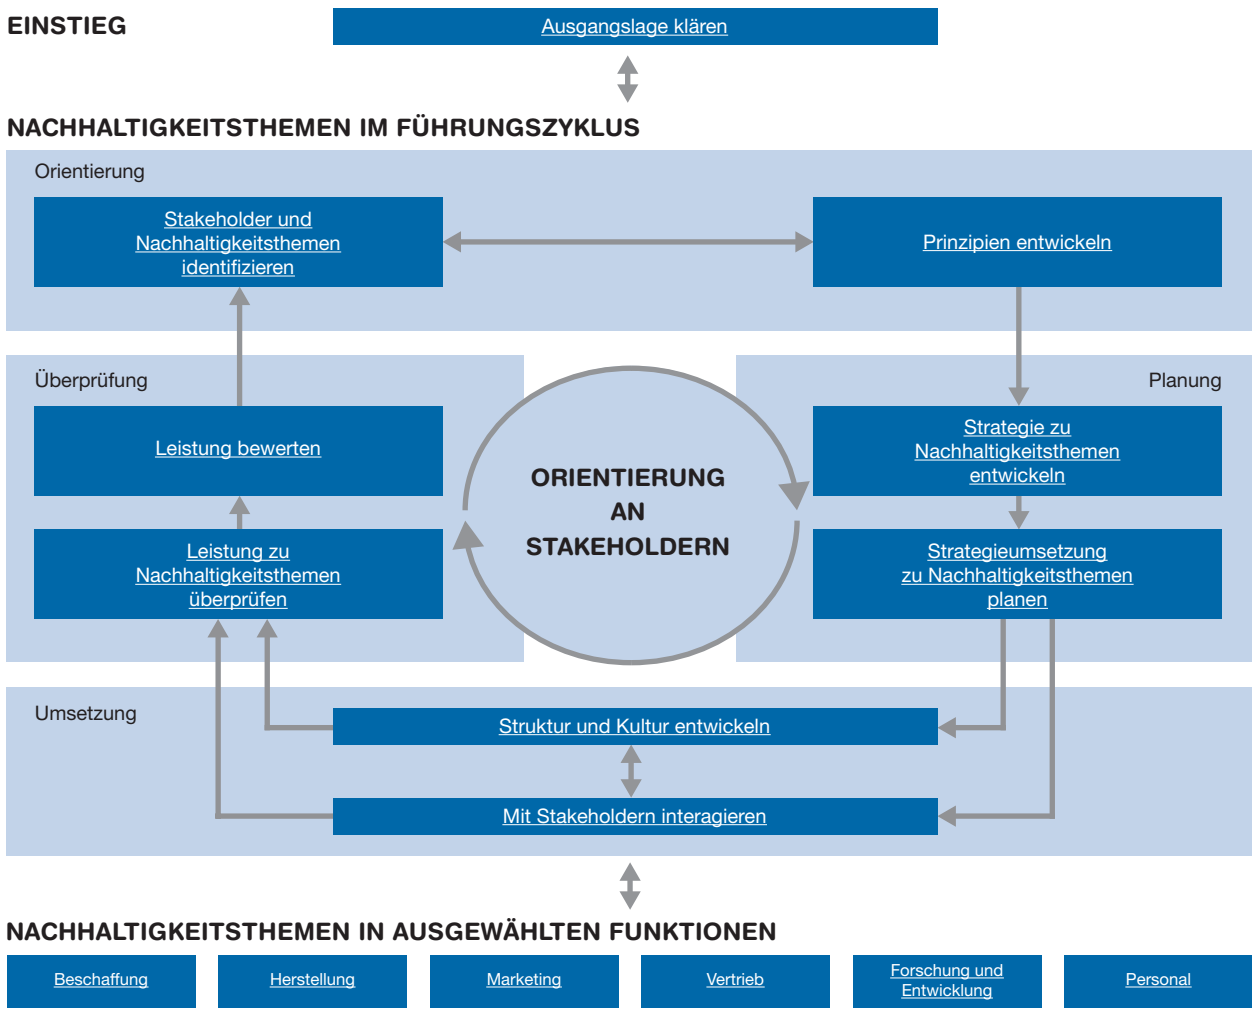 EINSTIEG
Ausgangslage klären
NACHHALTIGKEITSTHEMEN IM FÜHRUNGSZYKLUS
Orientierung
Stakeholder und
Nachhaltigkeitsthemen
identifizieren
Prinzipien entwickeln
Überprüfung
Planung
Leistung bewerten
Strategie zu
Nachhaltigkeitsthemen
entwickeln
ORIENTIERUNG
AN
STAKEHOLDERN
Leistung zu
Nachhaltigkeitsthemen
überprüfen
Strategieumsetzung
zu Nachhaltigkeitsthemen
planen
Umsetzung
Struktur und Kultur entwickeln
Mit Stakeholdern interagieren
NACHHALTIGKEITSTHEMEN IN AUSGEWÄHLTEN FUNKTIONEN
Beschaffung
Herstellung
Marketing
Vertrieb
Forschung und
Entwicklung
Personal